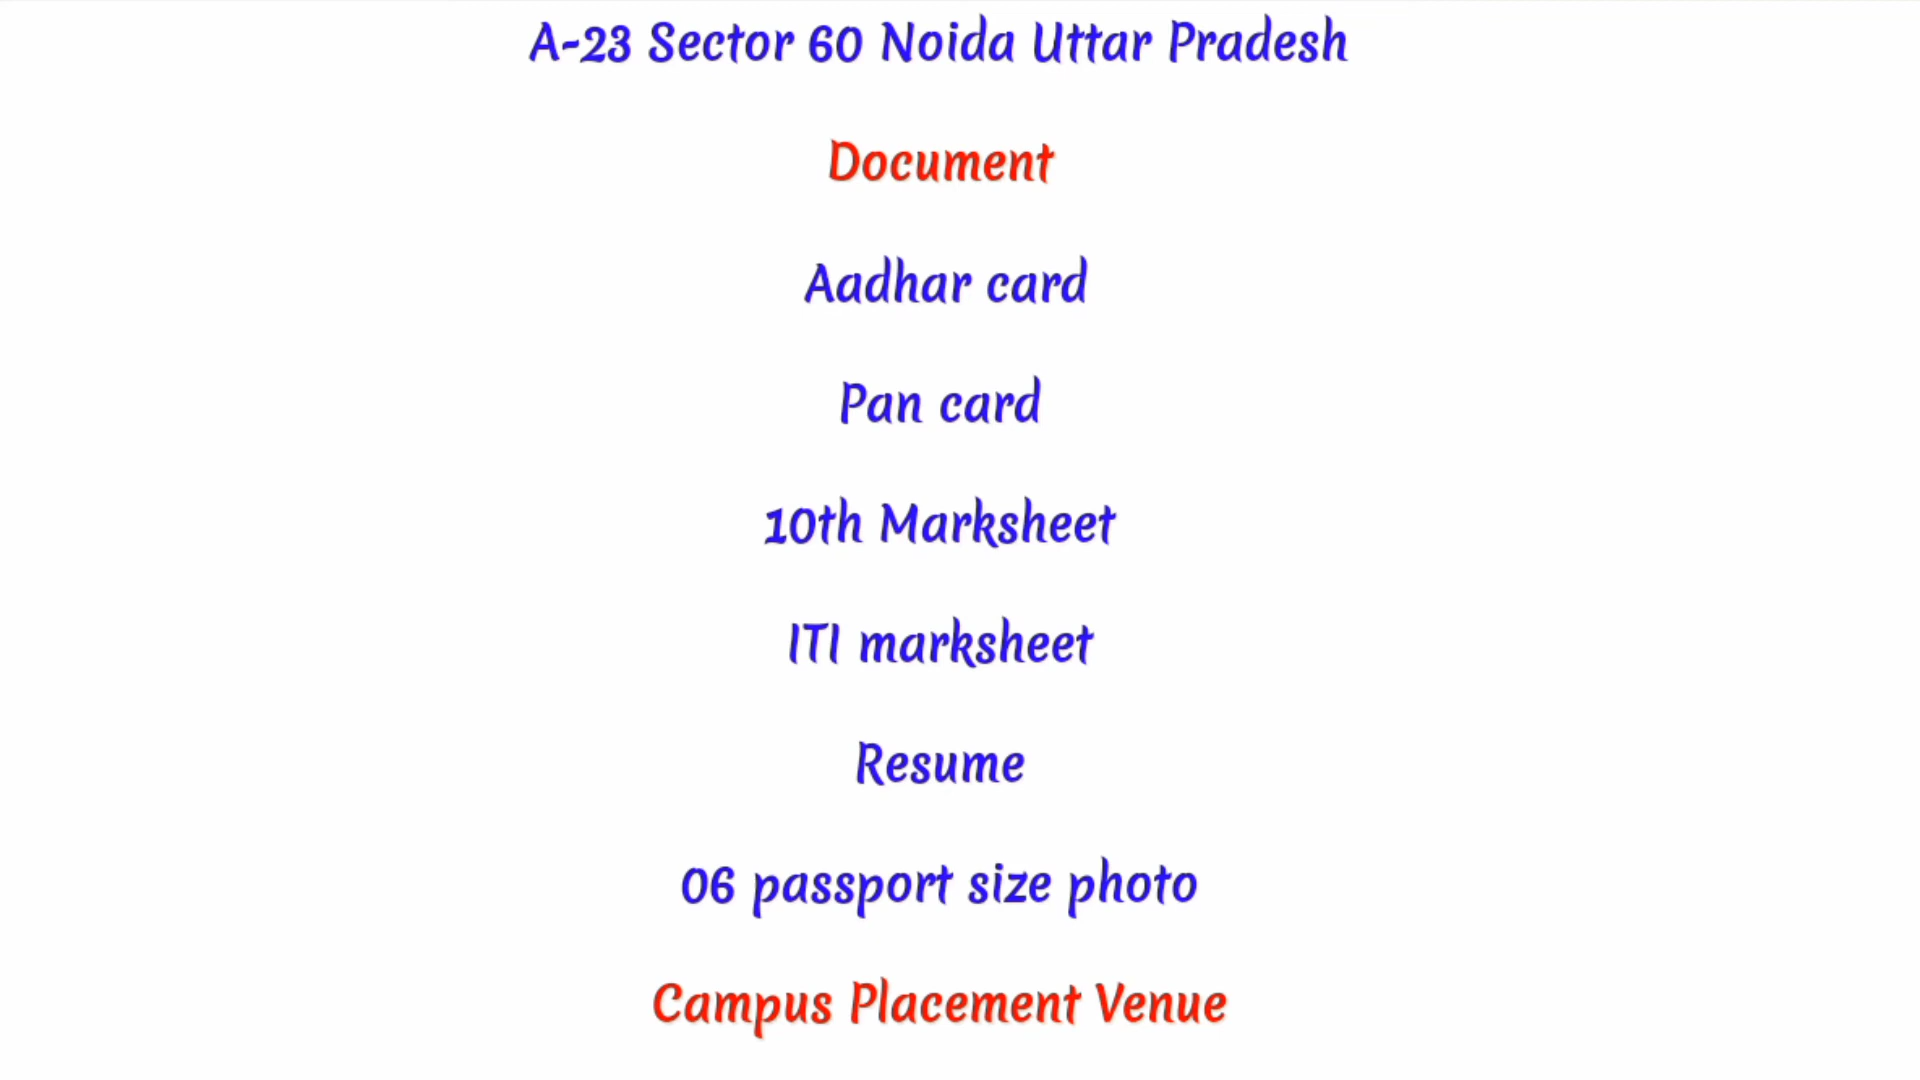 A-23 Sector 60 Noida Uttar Pradesh
Document
Aadhar card
Pan card
10th Marksheet
ITI marksheet
Resume
06 passport size photo
Campus Placement Venue